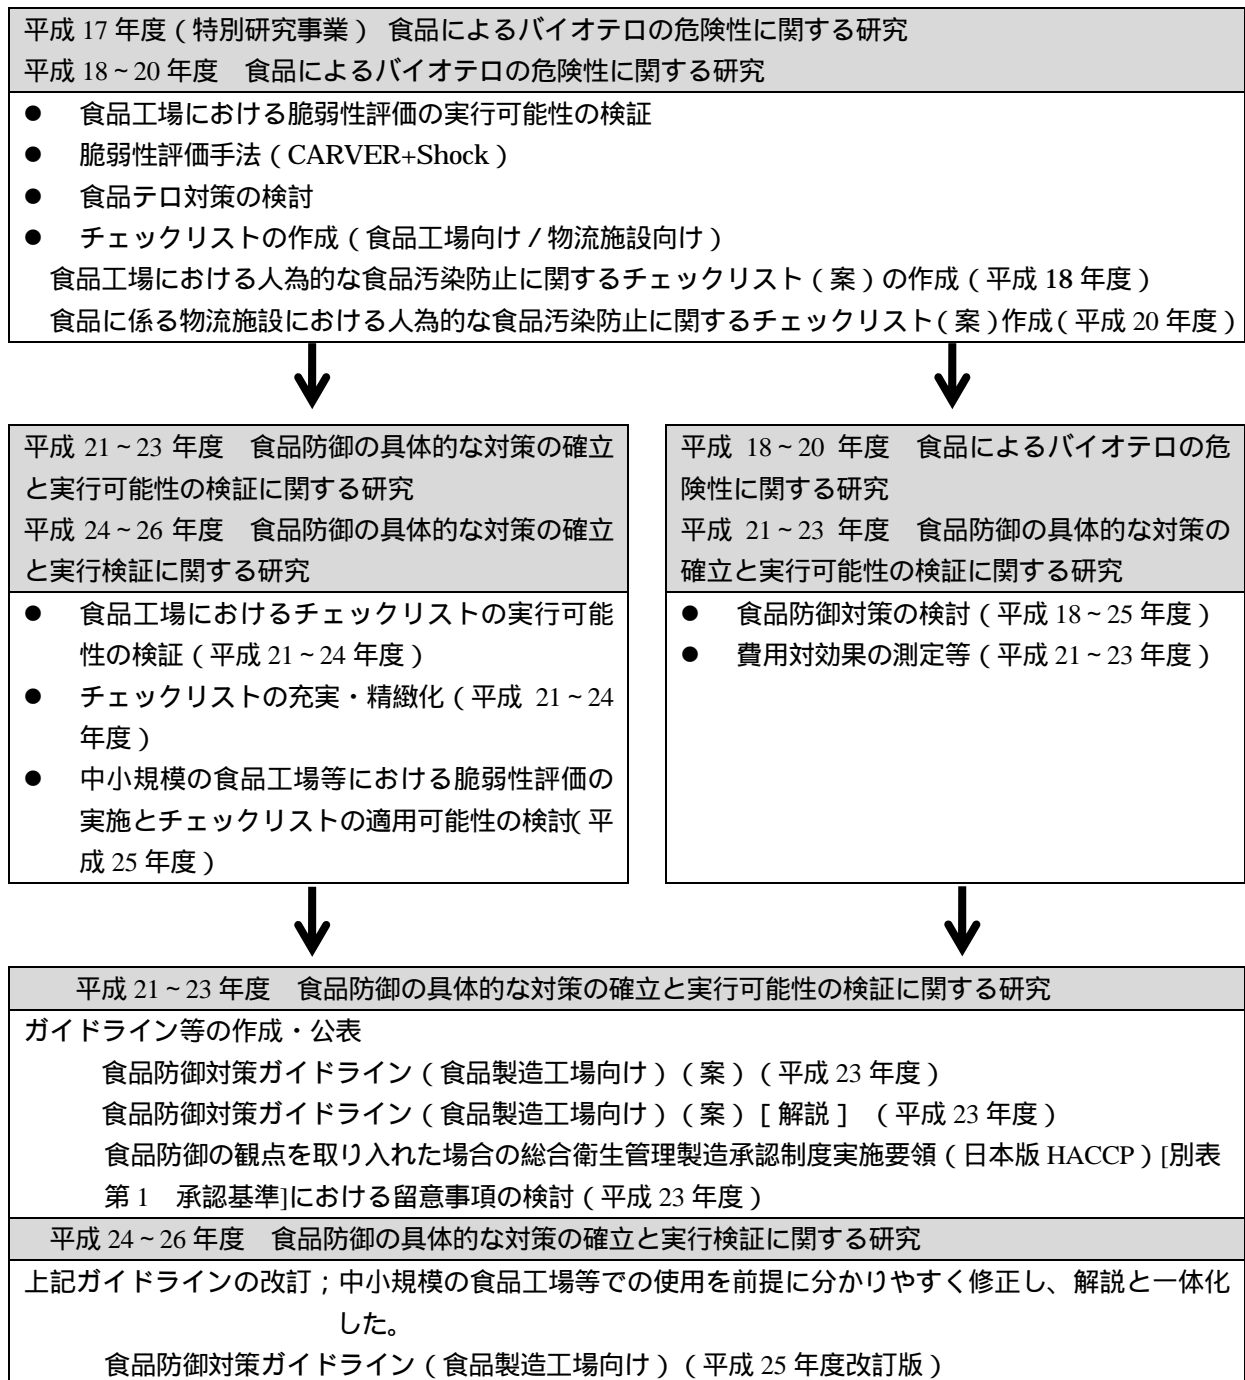 平成 17 年度（特別研究事業） 食品によるバイオテロの危険性に関する研究
平成 18～20 年度　食品によるバイオテロの危険性に関する研究
● 食品工場における脆弱性評価の実行可能性の検証
● 脆弱性評価手法（CARVER+Shock）
● 食品テロ対策の検討
● チェックリストの作成（食品工場向け／物流施設向け）
食品工場における人為的な食品汚染防止に関するチェックリスト（案）の作成（平成 18 年度）
食品に係る物流施設における人為的な食品汚染防止に関するチェックリスト（案）作成（平成 20 年度）
平成 21～23 年度　食品防御の具体的な対策の確立
と実行可能性の検証に関する研究
平成 24～26 年度　食品防御の具体的な対策の確立
と実行検証に関する研究
● 食品工場におけるチェックリストの実行可能
性の検証（平成 21～24 年度）
● チェックリストの充実・精緻化（平成 21～24
年度）
● 中小規模の食品工場等における脆弱性評価の
実施とチェックリストの適用可能性の検討（平
成 25 年度）
平成 18～20 年度　食品によるバイオテロの危
険性に関する研究
平成 21～23 年度　食品防御の具体的な対策の
確立と実行可能性の検証に関する研究
● 食品防御対策の検討（平成 18～25 年度）
● 費用対効果の測定等（平成 21～23 年度）
平成 21～23 年度　食品防御の具体的な対策の確立と実行可能性の検証に関する研究
ガイドライン等の作成・公表
食品防御対策ガイドライン（食品製造工場向け）（案）（平成 23 年度）
食品防御対策ガイドライン（食品製造工場向け）（案）［解説］ （平成 23 年度）
食品防御の観点を取り入れた場合の総合衛生管理製造承認制度実施要領（日本版 HACCP）[別表
第 1　承認基準]における留意事項の検討（平成 23 年度）
平成 24～26 年度　食品防御の具体的な対策の確立と実行検証に関する研究
上記ガイドラインの改訂；中小規模の食品工場等での使用を前提に分かりやすく修正し、解説と一体化
した。
食品防御対策ガイドライン（食品製造工場向け）（平成 25 年度改訂版）